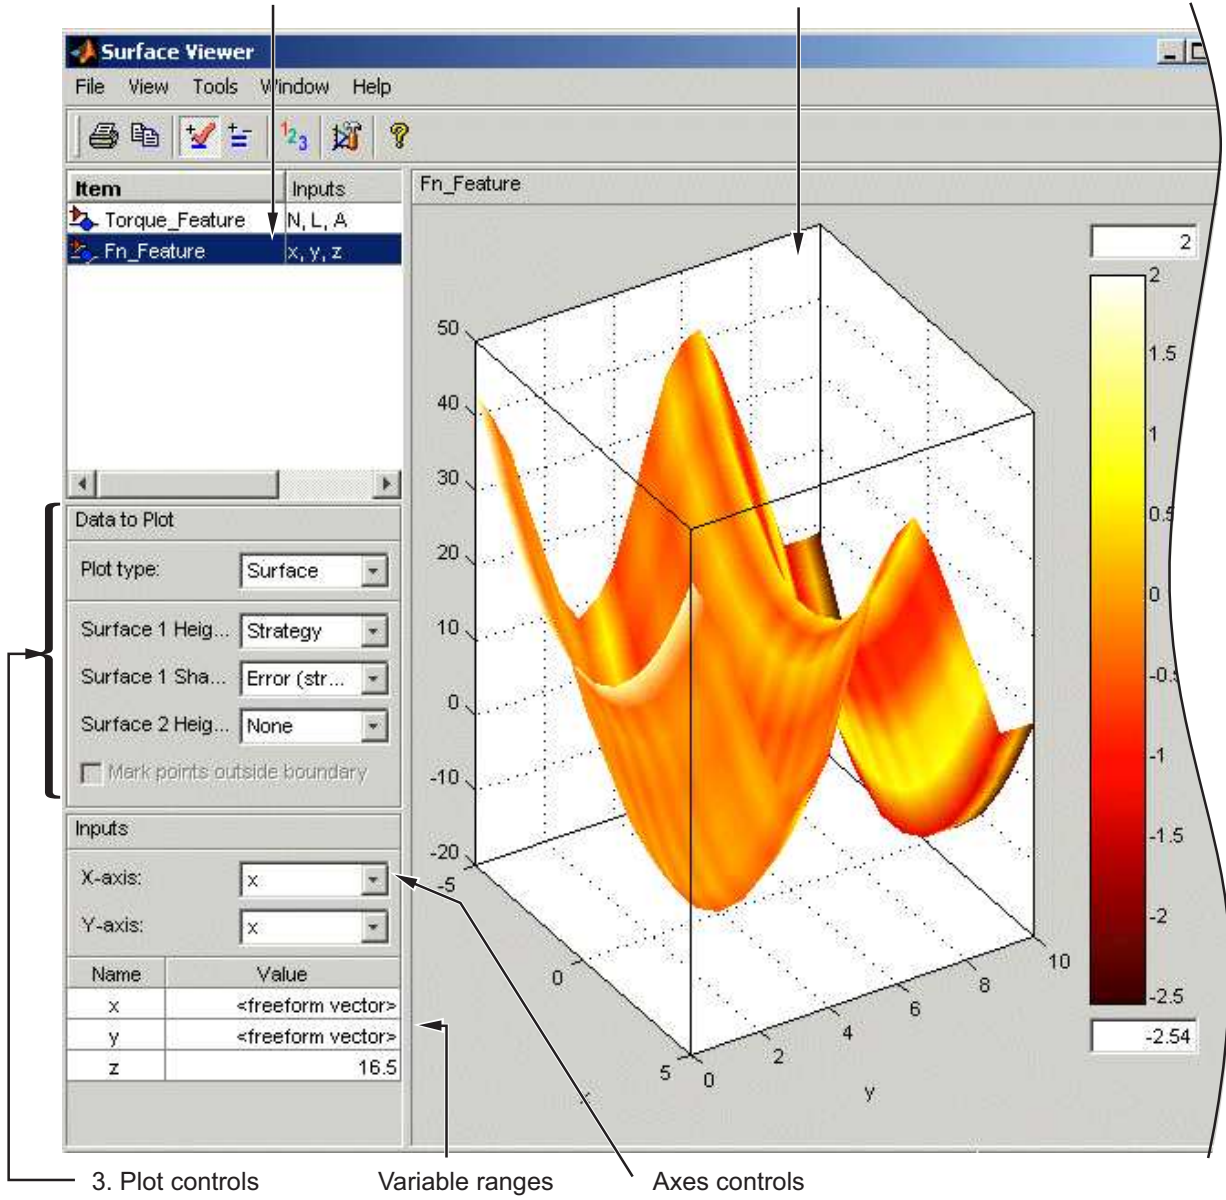 Surface Viewer
File View Tools Window Help
Item Inputs
Torque_Feature N, L, A
Fn_Feature x, y, z
Data to Plot
Plot type: Surface
Surface 1 Heig... Strategy
Surface 1 Sha... Error (str...
Surface 2 Heig... None
Mark points outside boundary
Inputs
X-axis: x
Y-axis: x
Name Value
x <freeform vector>
y <freeform vector>
z 16.5
Fn_Feature
50
40
30
20
10
0
-10
-20
-5
0
5
x
0
2
4
6
8
10
y
2
2
1.5
1
0.5
0
-0.5
-1
-1.5
-2
-2.5
-2.54
3. Plot controls Variable ranges Axes controls